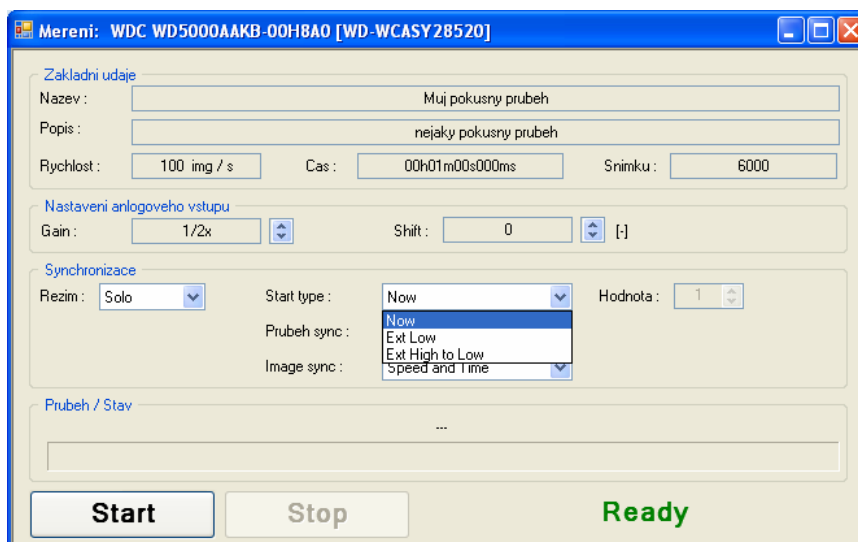 Mereni: WDC WD5000AAKB-00H8A0 [WD-WCASY28520]
Zakladni udaje
Nazev : Muj pokusny prubeh
Popis : nejaky pokusny prubeh
Rychlost : 100 img / s Cas : 00h01m00s000ms Snimku : 6000
Nastaveni anlogoveho vstupu
Gain : 1/2x Shift : 0 [-]
Synchronizace
Rezim : Solo Start type : Now Hodnota : 1
Now
Prubeh sync :
Ext Low
Ext High to Low
Image sync : Speed and Time
Prubeh / Stav
---
Start Stop Ready